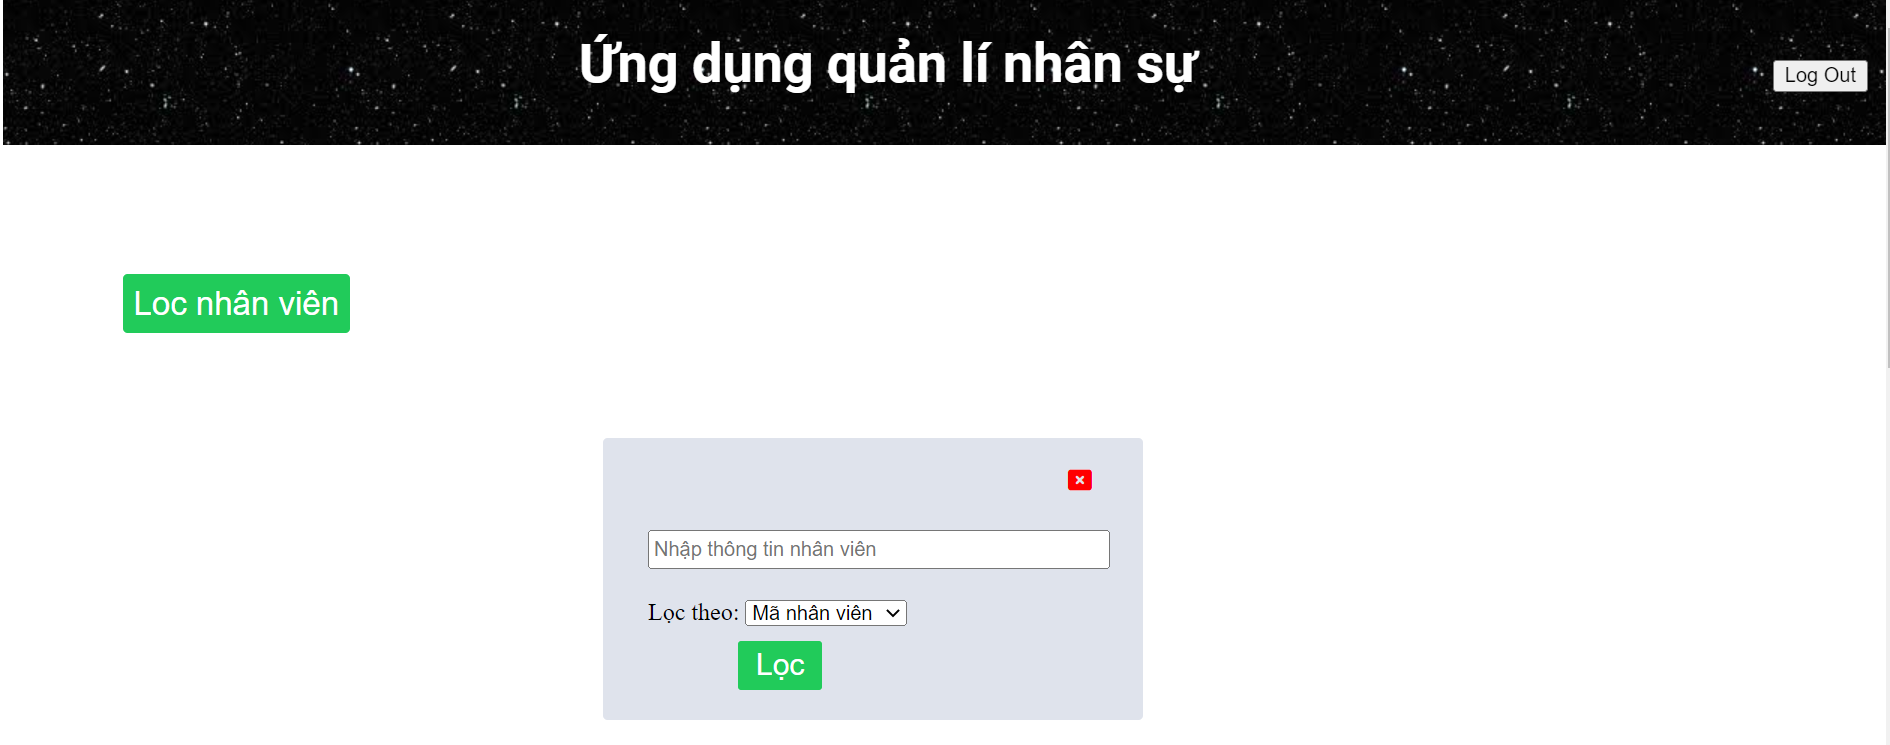 Ứng dụng quản lí nhân sự
Log Out
Loc nhân viên
Nhập thông tin nhân viên
Lọc theo: Mã nhân viên
Lọc